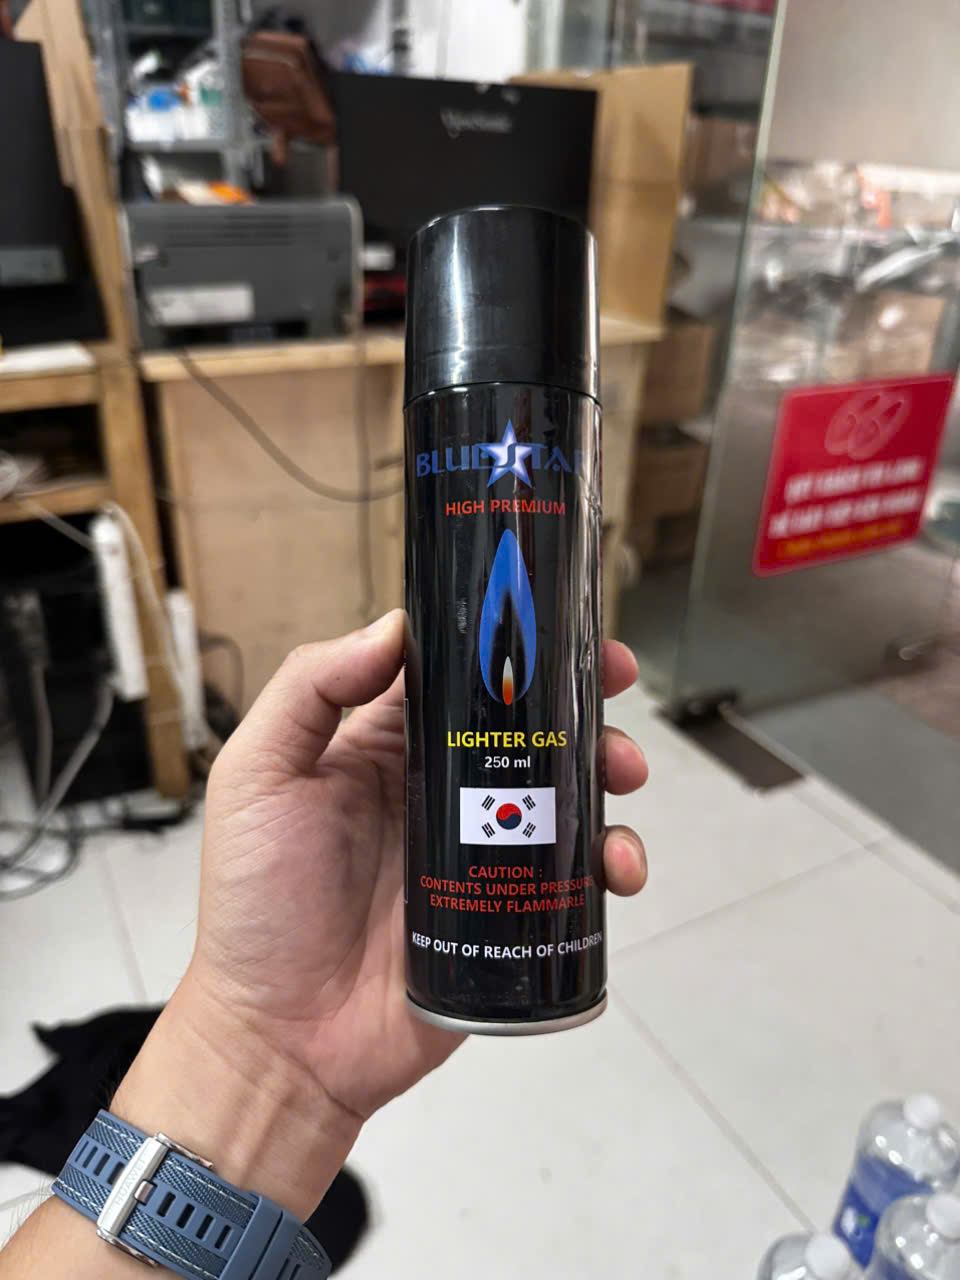 BLUESTAR
HIGH PREMIUM
LIGHTER GAS
250 ml
CAUTION :
CONTENTS UNDER PRESSURE
EXTREMELY FLAMMABLE
KEEP OUT OF REACH OF CHILDREN
HUAWEI